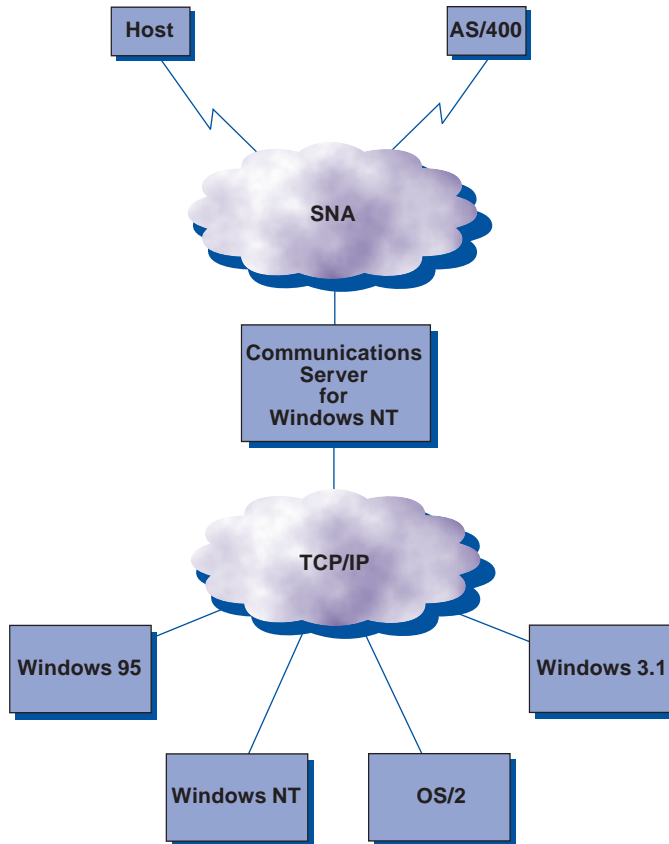 Host
AS/400
SNA
Communications
Server
for
Windows NT
TCP/IP
Windows 95
Windows 3.1
Windows NT
OS/2